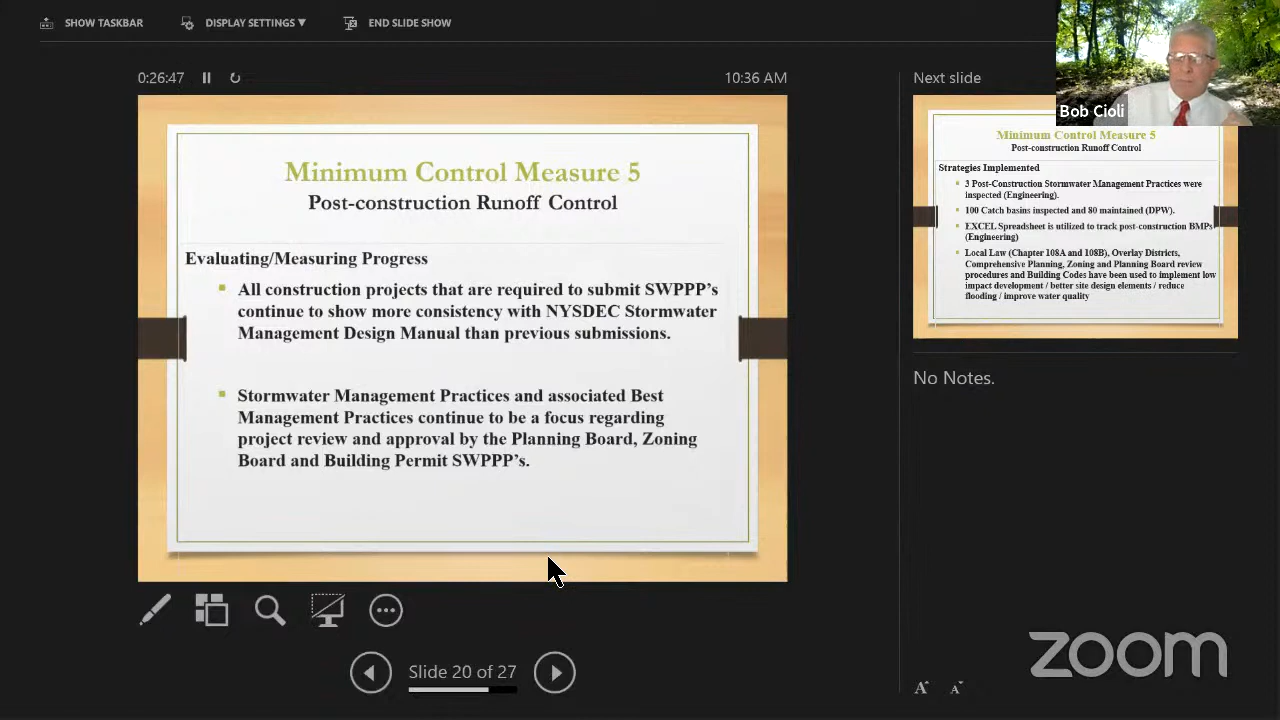 SHOW TASKBAR
DISPLAY SETTINGS ▼
END SLIDE SHOW
0:26:47
10:36 AM
Minimum Control Measure 5
Post-construction Runoff Control
Evaluating/Measuring Progress
All construction projects that are required to submit SWPPP's
continue to show more consistency with NYSDEC Stormwater
Management Design Manual than previous submissions.
Stormwater Management Practices and associated Best
Management Practices continue to be a focus regarding
project review and approval by the Planning Board, Zoning
Board and Building Permit SWPPP's.
Slide 20 of 27
Next slide
Bob Cioli
Minimum Control Measure 5
Post-construction Runoff Control
Strategies Implemented
3 Post-Construction Stormwater Management Practices were
inspected (Engineering).
100 Catch basins inspected and 80 maintained (DPW).
EXCEL Spreadsheet is utilized to track post-construction BMPs
(Engineering)
Local Law (Chapter 108A and 108B), Overlay Districts,
Comprehensive Planning, Zoning and Planning Board review
procedures and Building Codes have been used to implement low
impact development / better site design elements / reduce
flooding / improve water quality
No Notes.
A A
zoom